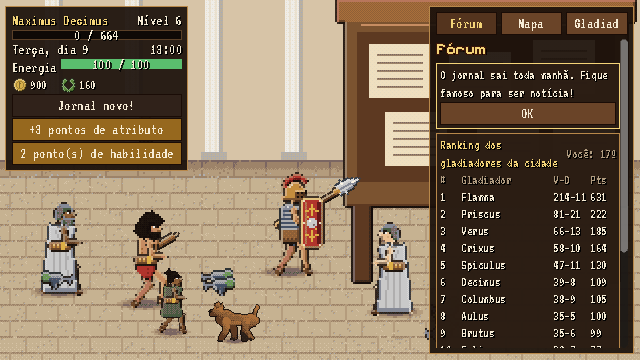 Maximus Decimus Nível 6
0 / 664
Terça, dia 9 13:00
Energia 100 / 100
900 160
Jornal novo!
+3 pontos de atributo
2 ponto(s) de habilidade
Fórum Mapa Gladiad
Fórum
O jornal sai toda manhã. Fique
famoso para ser notícia!
OK
Ranking dos
gladiadores da cidade
Você: 17º
# Gladiador V-D Pts
1 Flamma 214-11 631
2 Priscus 81-21 222
3 Verus 66-13 185
4 Crixus 58-10 164
5 Spiculus 47-11 130
6 Decimus 39-8 109
7 Columbus 38-9 105
8 Aulus 35-5 100
9 Brutus 35-6 99